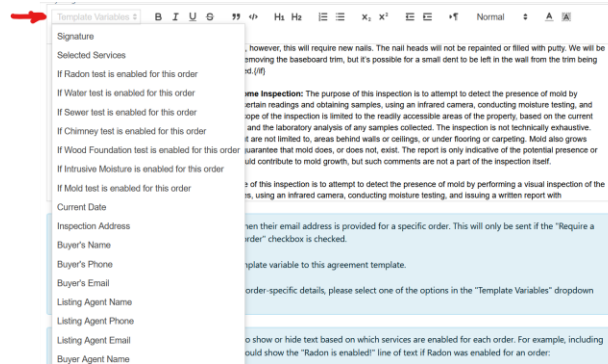 Template Variables B I U S " </> H1 H2 X2 X² ¶ Normal A A
Signature
Selected Services
If Radon test is enabled for this order
If Water test is enabled for this order
If Sewer test is enabled for this order
If Chimney test is enabled for this order
If Wood Foundation test is enabled for this order
If Intrusive Moisture is enabled for this order
If Mold test is enabled for this order
Current Date
Inspection Address
Buyer's Name
Buyer's Phone
Buyer's Email
Listing Agent Name
Listing Agent Phone
Listing Agent Email
Buyer Agent Name
, however, this will require new nails. The nail heads will not be repainted or filled with putty. We will be
emoving the baseboard trim, but it's possible for a small dent to be left in the wall from the trim being
ed.{/if}
ome Inspection: The purpose of this inspection is to attempt to detect the presence of mold by
ertain readings and obtaining samples, using an infrared camera, conducting moisture testing, and
ope of the inspection is limited to the readily accessible areas of the property, based on the current
and the laboratory analysis of any samples collected. The inspection is not technically exhaustive.
t are not limited to, areas behind walls or ceilings, or under flooring or carpeting. Mold also grows
uarantee that mold does, or does not, exist. The report is only indicative of the potential presence or
uld contribute to mold growth, but such comments are not a part of the inspection itself.
e of this inspection is to attempt to detect the presence of mold by performing a visual inspection of the
es, using an infrared camera, conducting moisture testing, and issuing a written report with
hen their email address is provided for a specific order. This will only be sent if the "Require a
order" checkbox is checked.
mplate variable to this agreement template.
order-specific details, please select one of the options in the "Template Variables" dropdown
o show or hide text based on which services are enabled for each order. For example, including
ould show the "Radon is enabled!" line of text if Radon was enabled for an order: